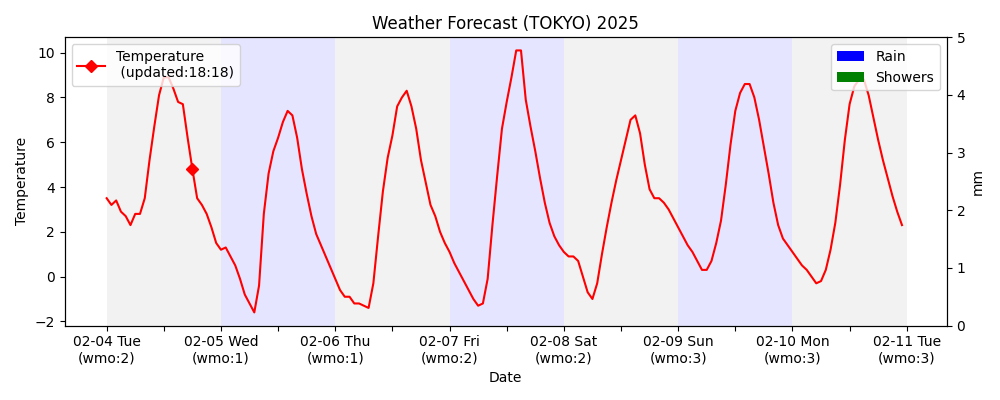 Weather Forecast (TOKYO) 2025
Temperature
(updated:18:18)
Rain
Showers
10
8
6
4
2
0
−2
Temperature
5
4
3
2
1
0
mm
02-04 Tue
(wmo:2)
02-05 Wed
(wmo:1)
02-06 Thu
(wmo:1)
02-07 Fri
(wmo:2)
02-08 Sat
(wmo:2)
02-09 Sun
(wmo:3)
02-10 Mon
(wmo:3)
02-11 Tue
(wmo:3)
Date